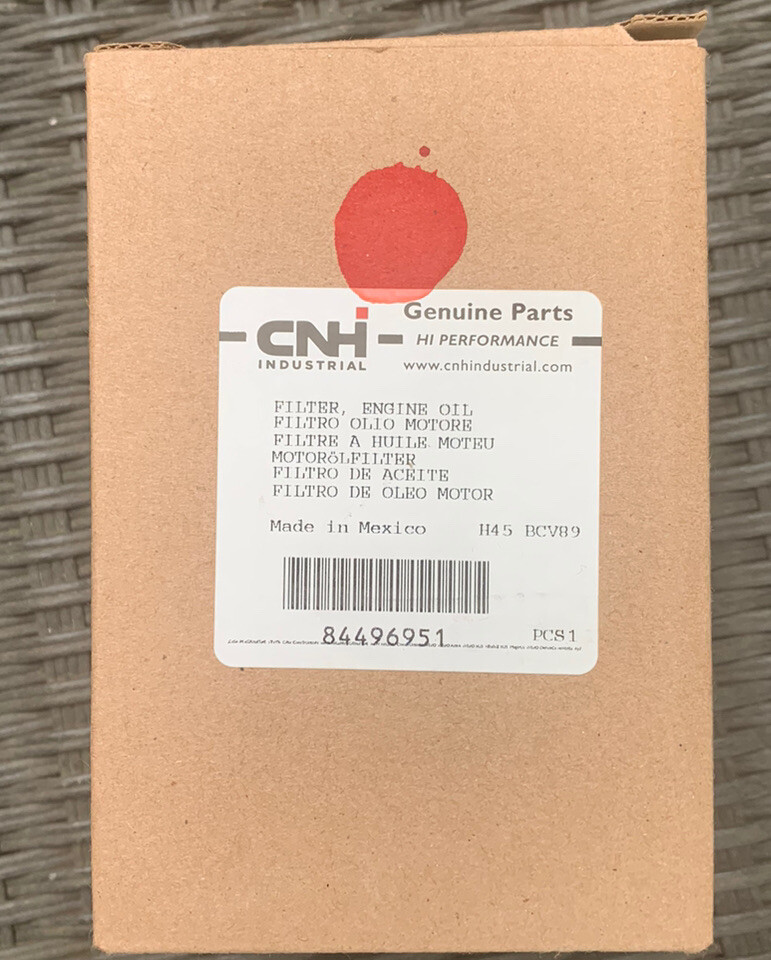 CNH
INDUSTRIAL
Genuine Parts
HI PERFORMANCE
www.cnhindustrial.com
FILTER, ENGINE OIL
FILTRO OLIO MOTORE
FILTRE A HUILE MOTEU
MOTORÖLFILTER
FILTRO DE ACEITE
FILTRO DE OLEO MOTOR
Made in Mexico H45 BCV89
84496951 PCS1